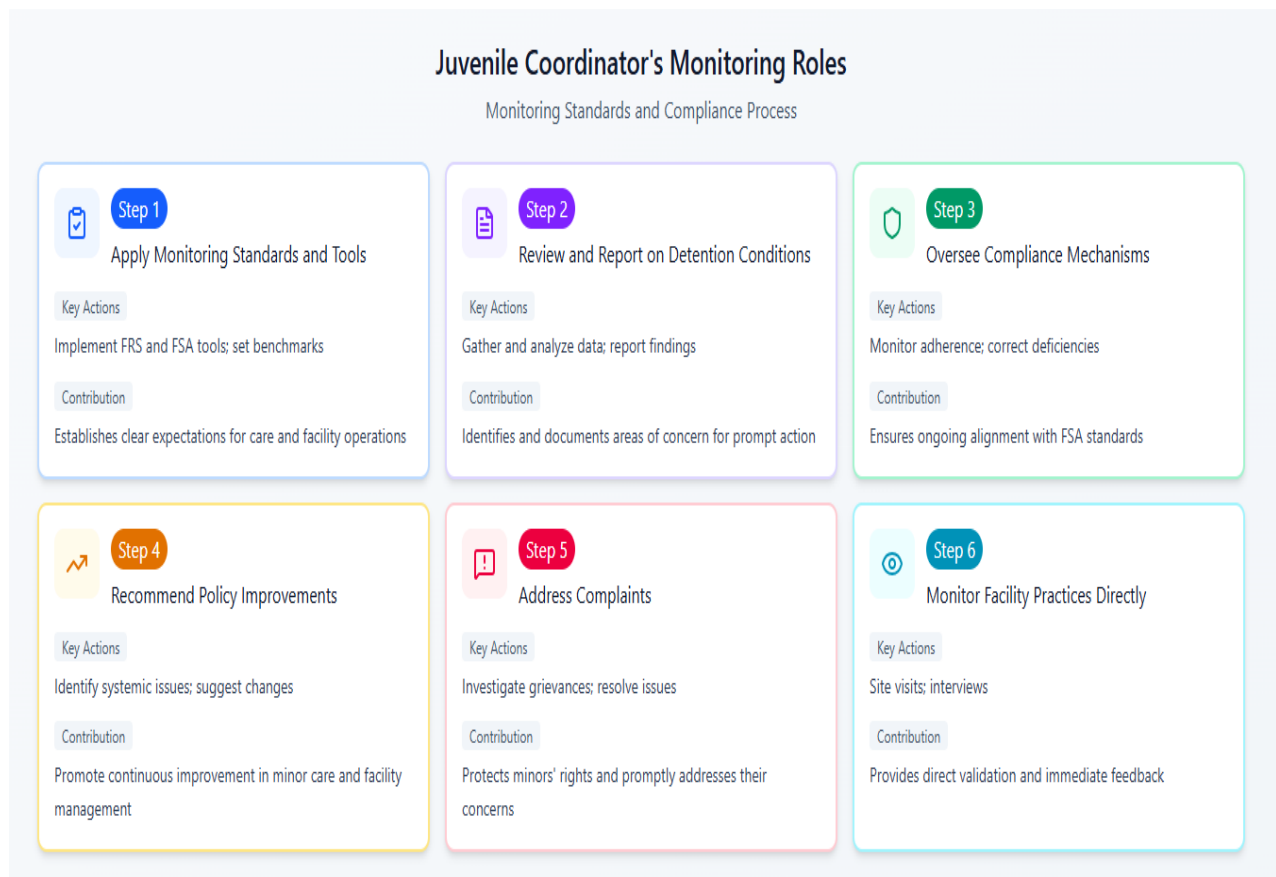 Juvenile Coordinator's Monitoring Roles
Monitoring Standards and Compliance Process
Step 1
Apply Monitoring Standards and Tools
Key Actions
Implement FRS and FSA tools; set benchmarks
Contribution
Establishes clear expectations for care and facility operations
Step 2
Review and Report on Detention Conditions
Key Actions
Gather and analyze data; report findings
Contribution
Identifies and documents areas of concern for prompt action
Step 3
Oversee Compliance Mechanisms
Key Actions
Monitor adherence; correct deficiencies
Contribution
Ensures ongoing alignment with FSA standards
Step 4
Recommend Policy Improvements
Key Actions
Identify systemic issues; suggest changes
Contribution
Promote continuous improvement in minor care and facility
management
Step 5
Address Complaints
Key Actions
Investigate grievances; resolve issues
Contribution
Protects minors' rights and promptly addresses their
concerns
Step 6
Monitor Facility Practices Directly
Key Actions
Site visits; interviews
Contribution
Provides direct validation and immediate feedback